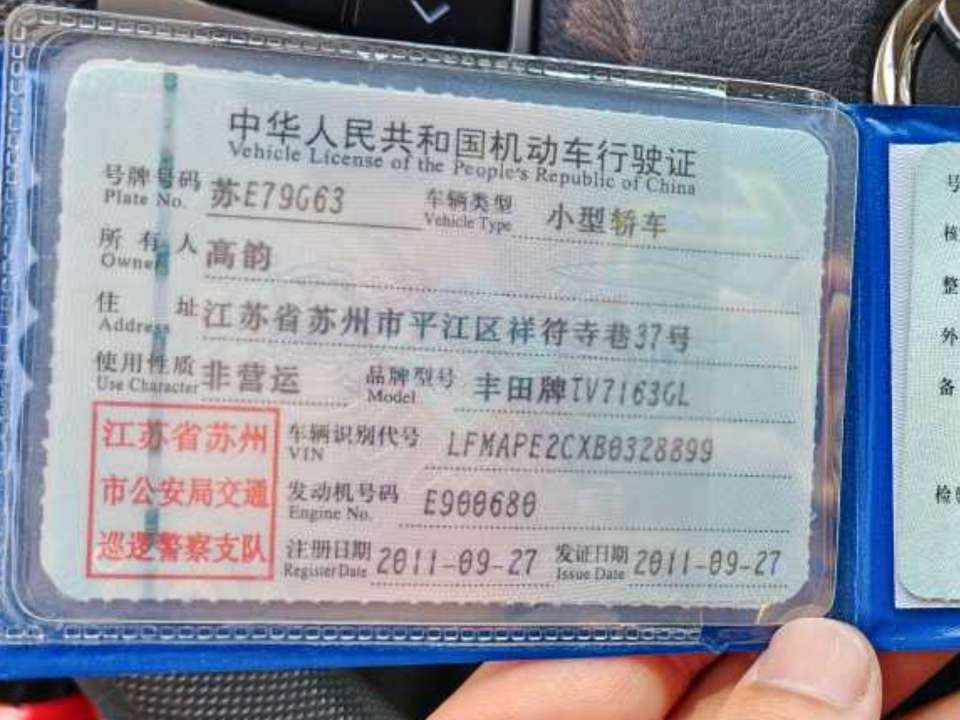 中华人民共和国机动车行驶证
Vehicle License of the People's Republic of China
号牌号码 苏E79G63 车辆类型 小型轿车
Plate No. Vehicle Type
所有人 高韵
Owner
住址 江苏省苏州市平江区祥符寺巷37号
Address
使用性质 非营运 品牌型号 丰田牌TV7163GL
Use Character Model
江苏省苏州
市公安局交通
巡逻警察支队
车辆识别代号 LFMAPE2CXB0328899
VIN
发动机号码 E900680
Engine No.
注册日期 2011-09-27 发证日期 2011-09-27
Register Date Issue Date
号
核
整
外
备
检